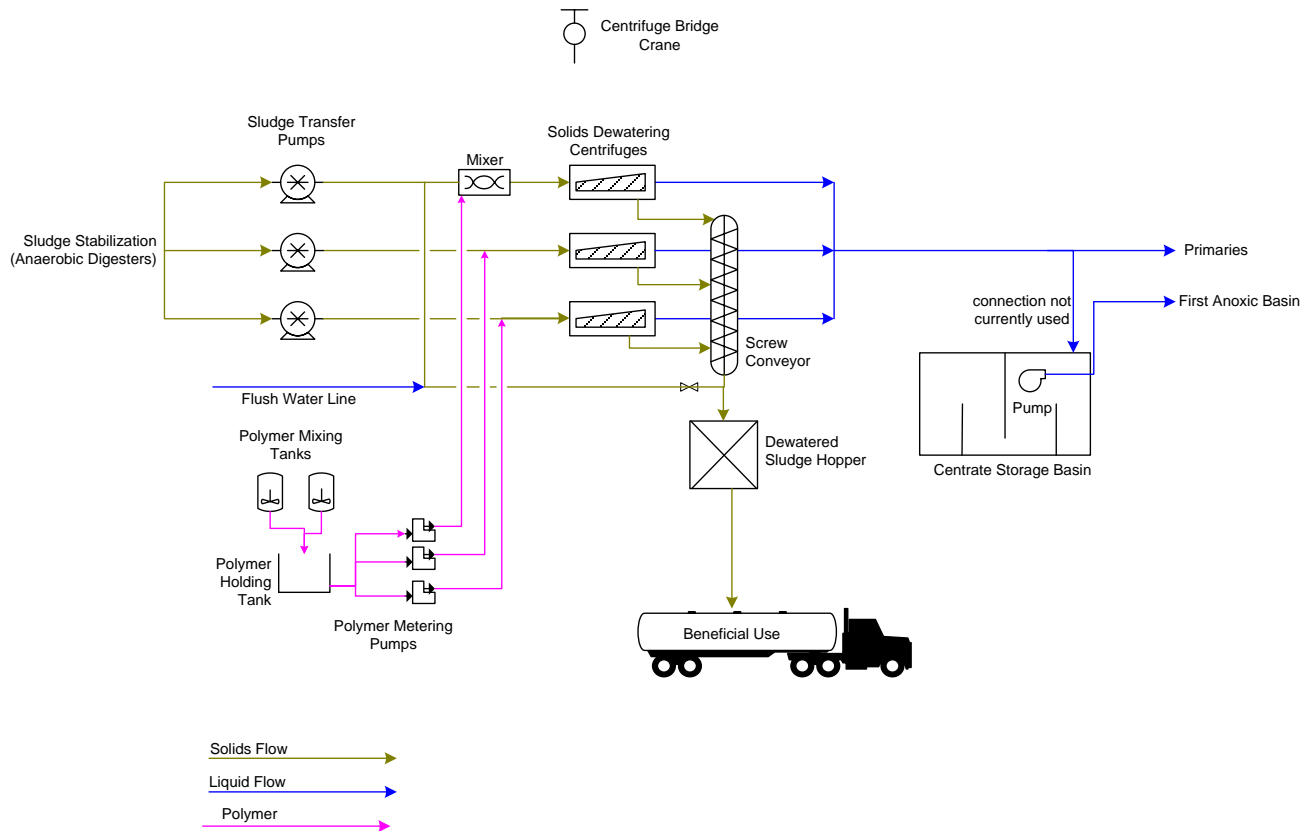 Centrifuge Bridge
Crane
Sludge Transfer
Pumps
Solids Dewatering
Centrifuges
Mixer
Sludge Stabilization
(Anaerobic Digesters)
Primaries
First Anoxic Basin
connection not
currently used
Screw
Conveyor
Flush Water Line
Pump
Polymer Mixing
Tanks
Dewatered
Sludge Hopper
Centrate Storage Basin
Polymer
Holding
Tank
Polymer Metering
Pumps
Beneficial Use
Solids Flow
Liquid Flow
Polymer